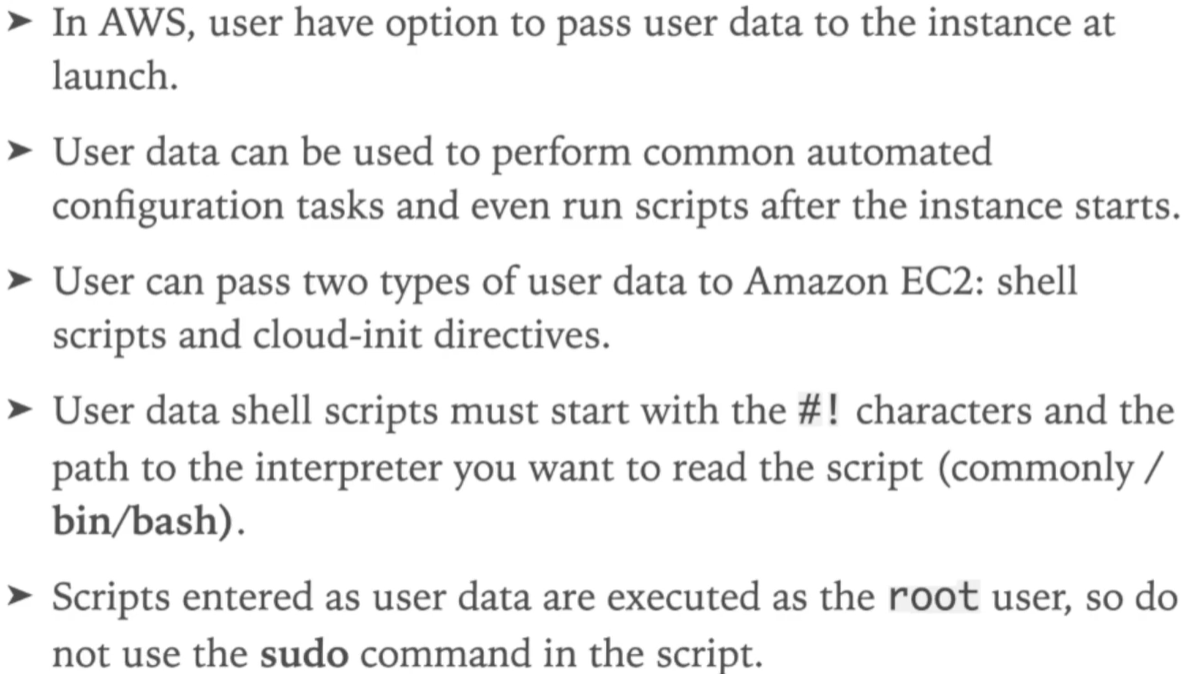 ➤ In AWS, user have option to pass user data to the instance at
launch.
➤ User data can be used to perform common automated
configuration tasks and even run scripts after the instance starts.
➤ User can pass two types of user data to Amazon EC2: shell
scripts and cloud-init directives.
➤ User data shell scripts must start with the #! characters and the
path to the interpreter you want to read the script (commonly /
bin/bash).
➤ Scripts entered as user data are executed as the root user, so do
not use the sudo command in the script.